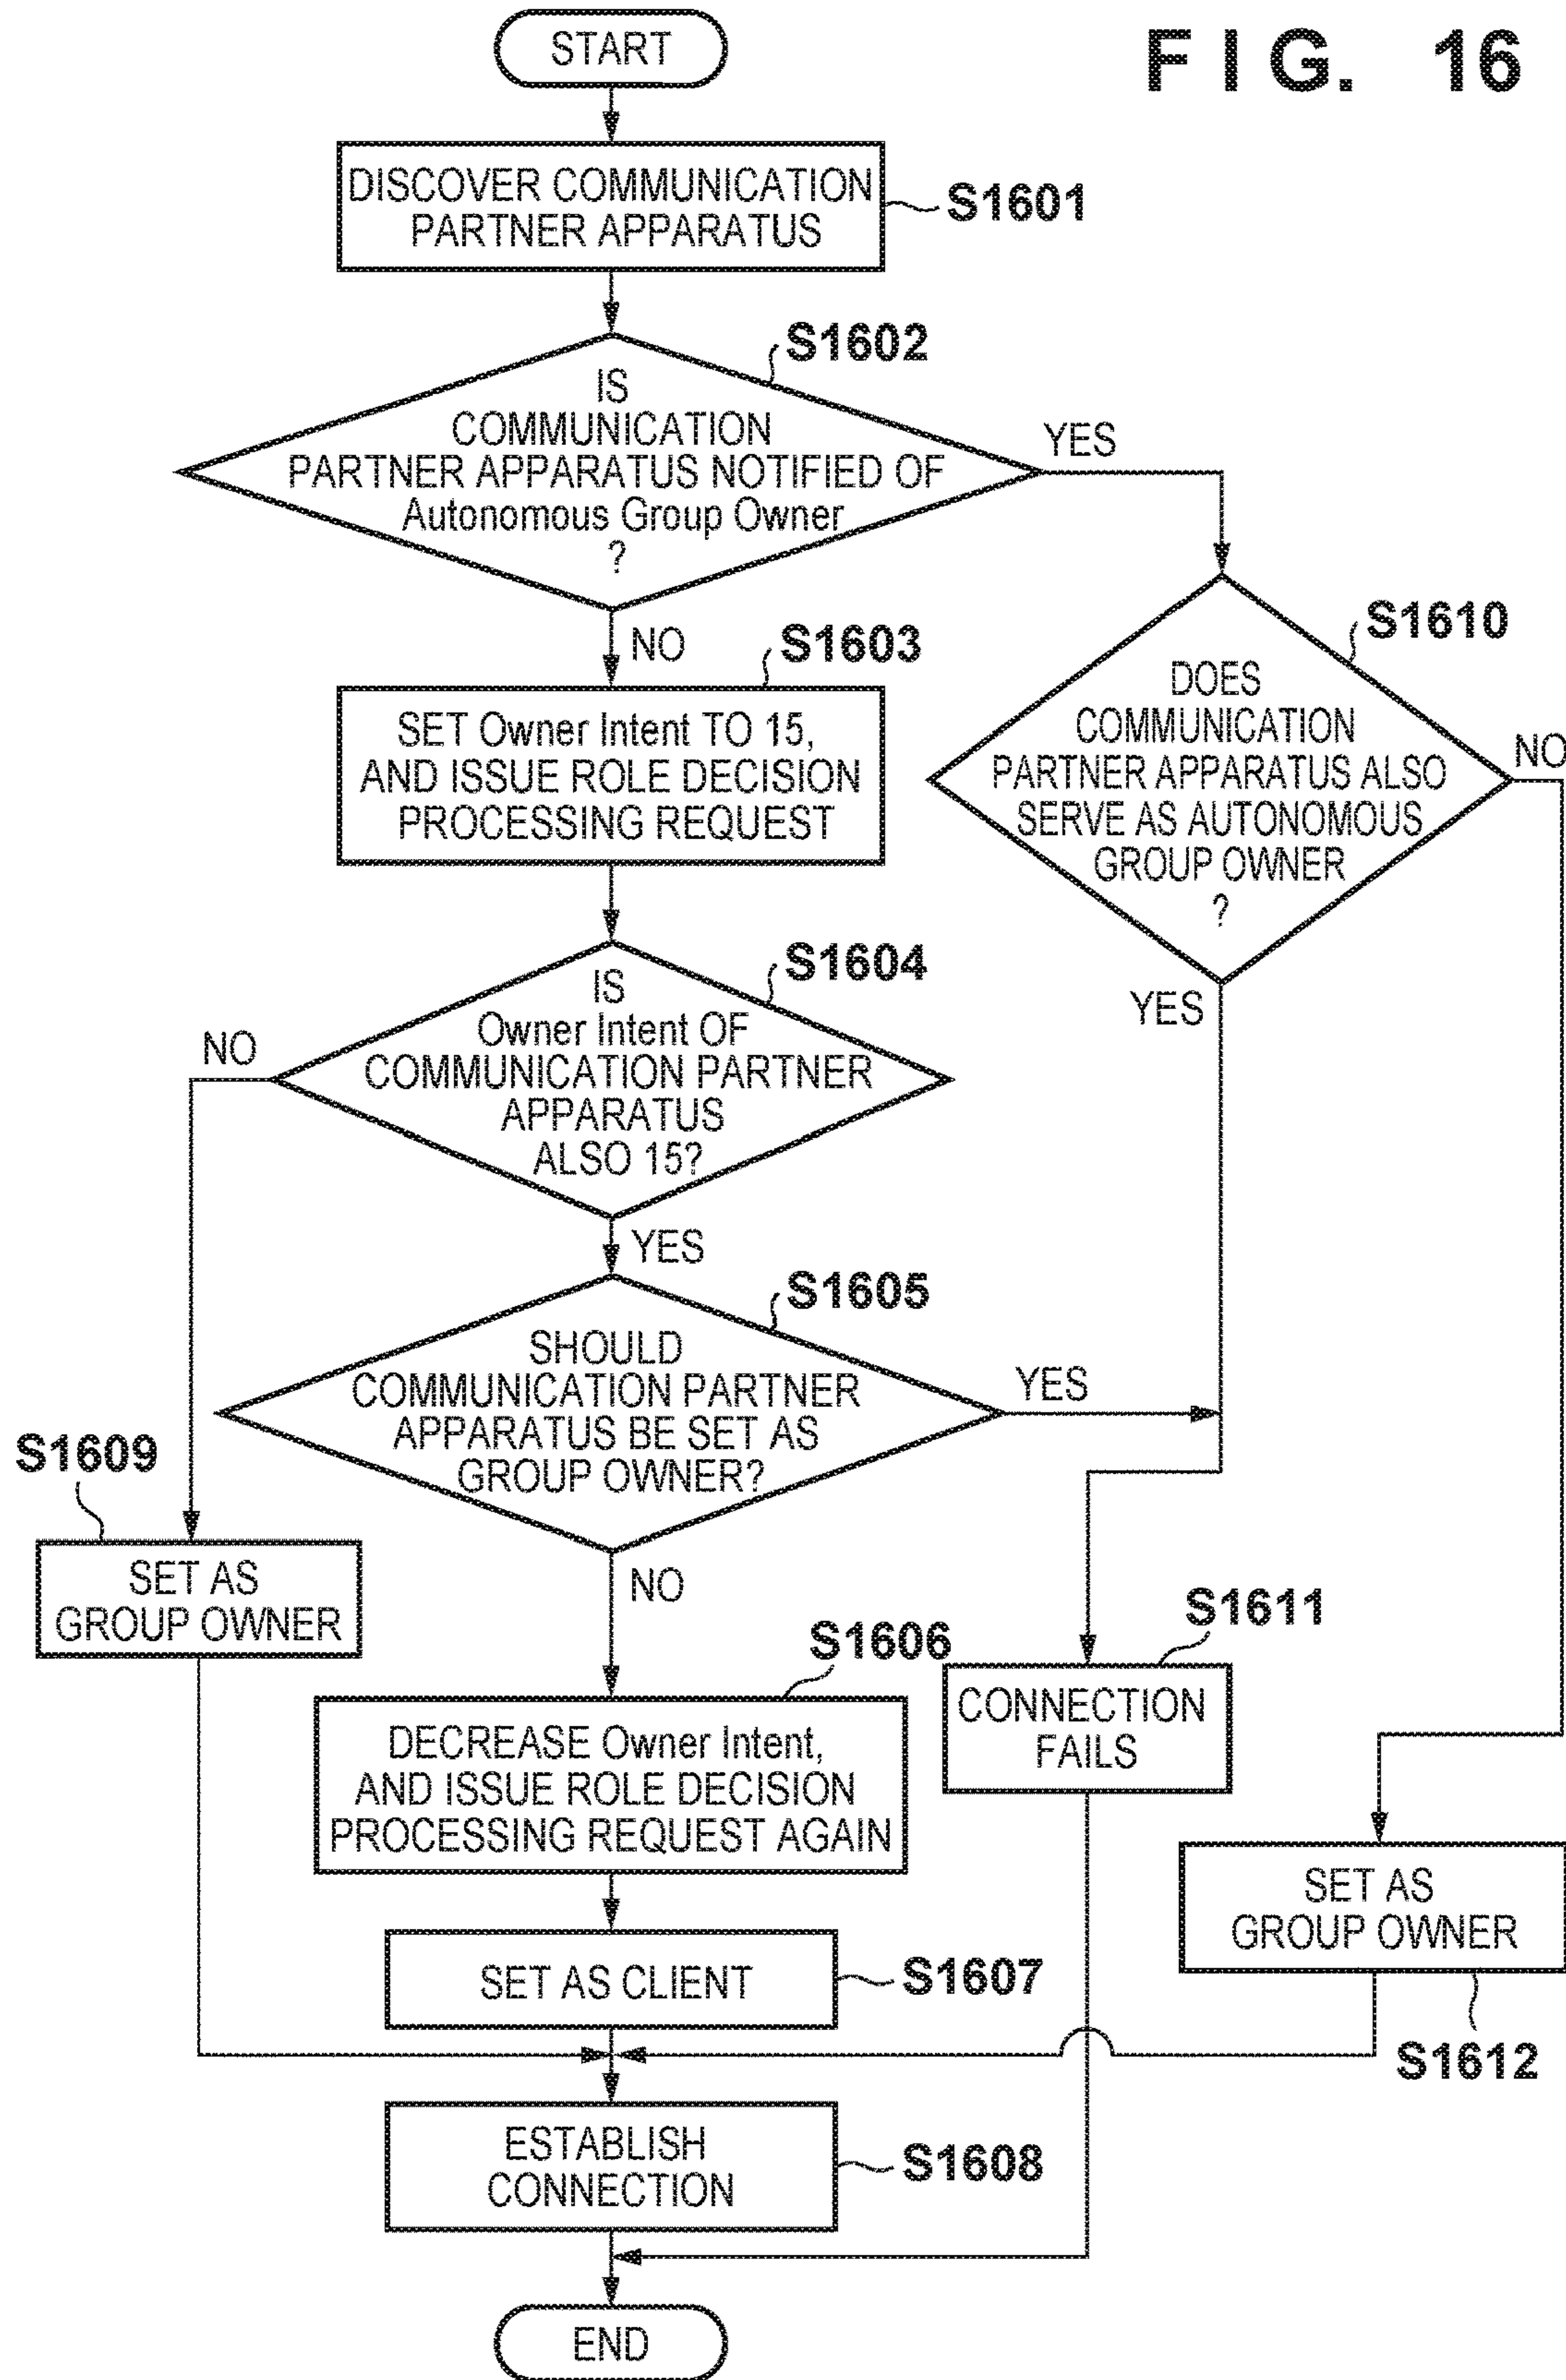 FIG. 16
START
DISCOVER COMMUNICATION
PARTNER APPARATUS
S1601
S1602
IS
COMMUNICATION
PARTNER APPARATUS NOTIFIED OF
Autonomous Group Owner
?
YES
NO
S1603
SET Owner Intent TO 15,
AND ISSUE ROLE DECISION
PROCESSING REQUEST
S1610
DOES
COMMUNICATION
PARTNER APPARATUS ALSO
SERVE AS AUTONOMOUS
GROUP OWNER
?
NO
YES
S1604
IS
Owner Intent OF
COMMUNICATION PARTNER
APPARATUS
ALSO 15?
NO
YES
S1605
SHOULD
COMMUNICATION PARTNER
APPARATUS BE SET AS
GROUP OWNER?
YES
NO
S1609
SET AS
GROUP OWNER
S1606
DECREASE Owner Intent,
AND ISSUE ROLE DECISION
PROCESSING REQUEST AGAIN
S1611
CONNECTION
FAILS
SET AS
GROUP OWNER
S1612
SET AS CLIENT
S1607
ESTABLISH
CONNECTION
S1608
END